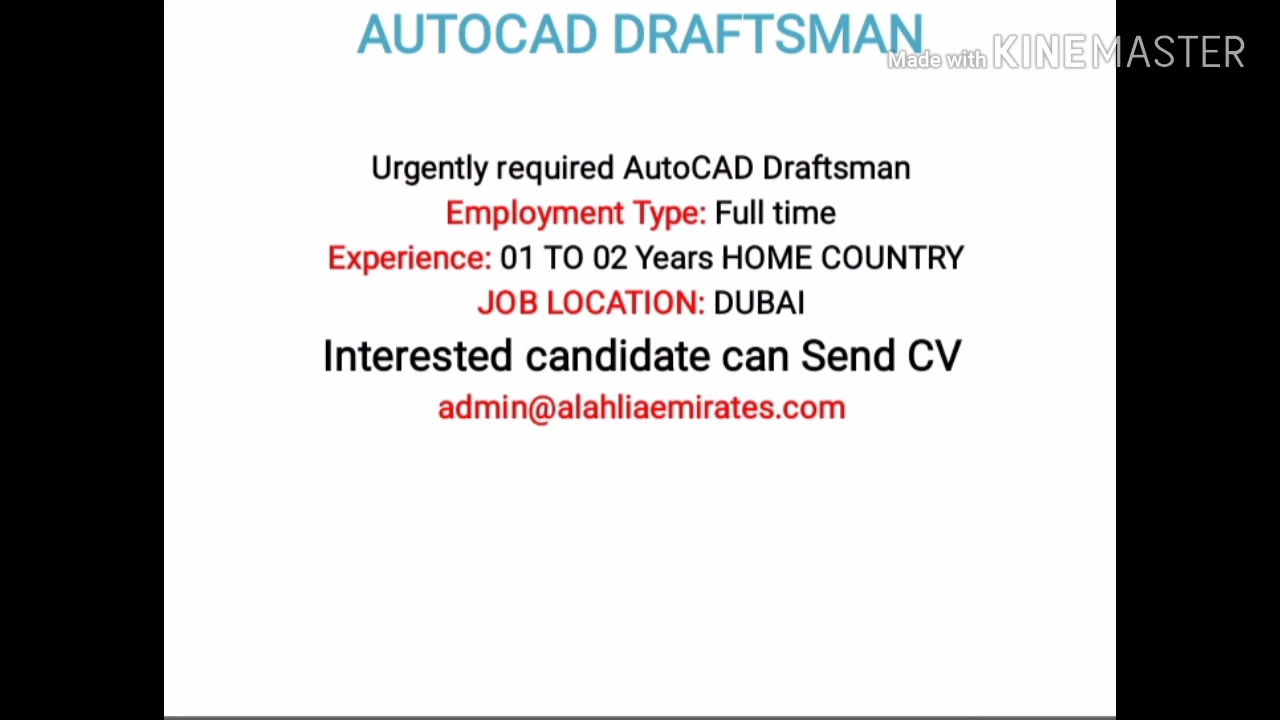 AUTOCAD DRAFTSMAN
Made with KINEMASTER
Urgently required AutoCAD Draftsman
Employment Type: Full time
Experience: 01 TO 02 Years HOME COUNTRY
JOB LOCATION: DUBAI
Interested candidate can Send CV
admin@alahliaemirates.com